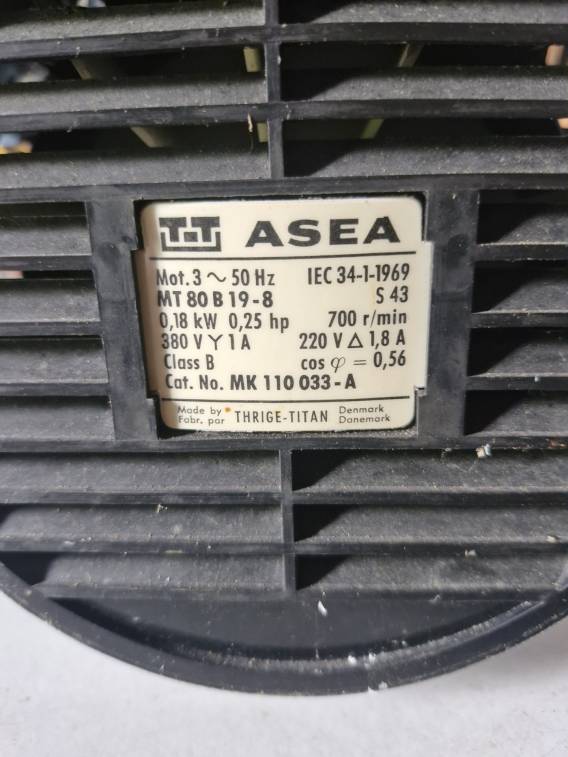 TT ASEA
Mot. 3 ~ 50 Hz IEC 34-1-1969
MT 80 B 19-8 S 43
0,18 kW 0,25 hp 700 r/min
380 V Y 1 A 220 V Δ 1,8 A
Class B cos φ = 0,56
Cat. No. MK 110 033-A
Made by THRIGE-TITAN Denmark
Fabr. par Danemark